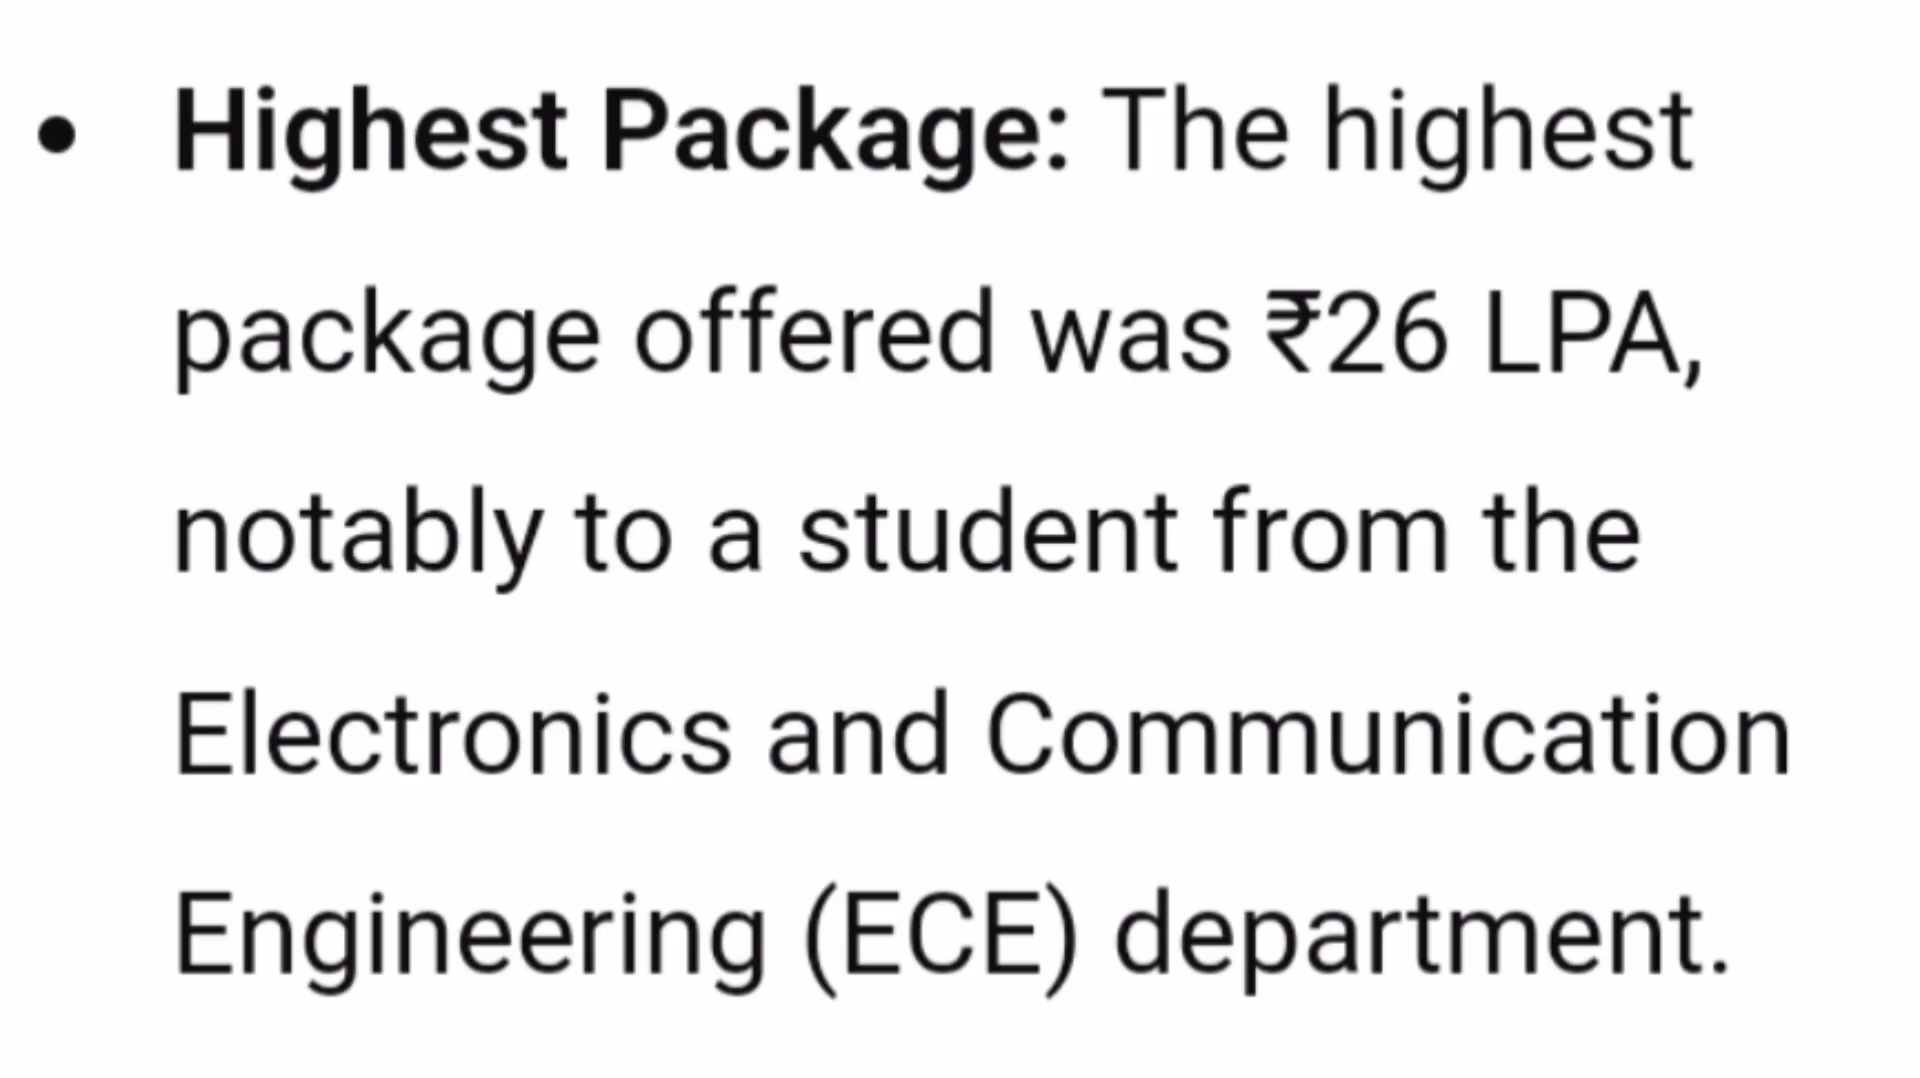 • Highest Package: The highest
package offered was ₹26 LPA,
notably to a student from the
Electronics and Communication
Engineering (ECE) department.